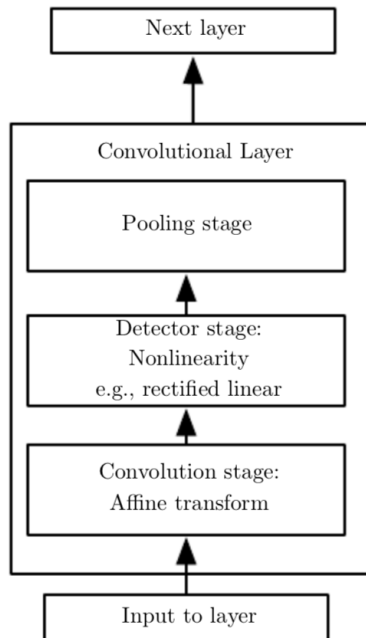 Next layer
Convolutional Layer
Pooling stage
Detector stage:
Nonlinearity
e.g., rectified linear
Convolution stage:
Affine transform
Input to layer